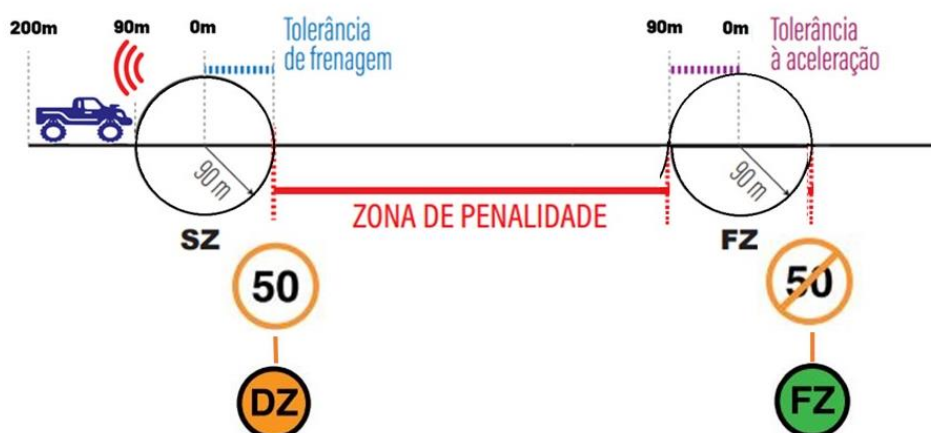 200m 90m 0m
Tolerância
de frenagem
90m 0m
Tolerância
à aceleração
90 m
90 m
ZONA DE PENALIDADE
SZ
FZ
50
50
DZ
FZ